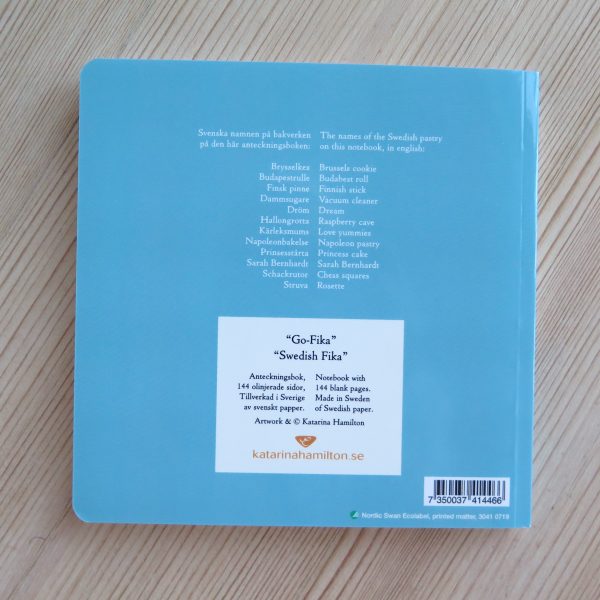 Svenska namnen på bakverken
på den här anteckningsboken:
The names of the Swedish pastry
on this notebook, in english:
Brysselkex Brussels cookie
Budapestrulle Budabest roll
Finsk pinne Finnish stick
Dammsugare Vacuum cleaner
Dröm Dream
Hallongrotta Raspberry cave
Kärleksmums Love yummies
Napoleonbakelse Napoleon pastry
Prinsesstårta Princess cake
Sarah Bernhardt Sarah Bernhardt
Schackrutor Chess squares
Struva Rosette
“Go-Fika”
“Swedish Fika”
Anteckningsbok,
144 olinjerade sidor,
Tillverkad i Sverige
av svenskt papper.
Notebook with
144 blank pages.
Made in Sweden
of Swedish paper.
Artwork & © Katarina Hamilton
katarinahamilton.se
7 350037 414466
Nordic Swan Ecolabel, printed matter, 3041 0719